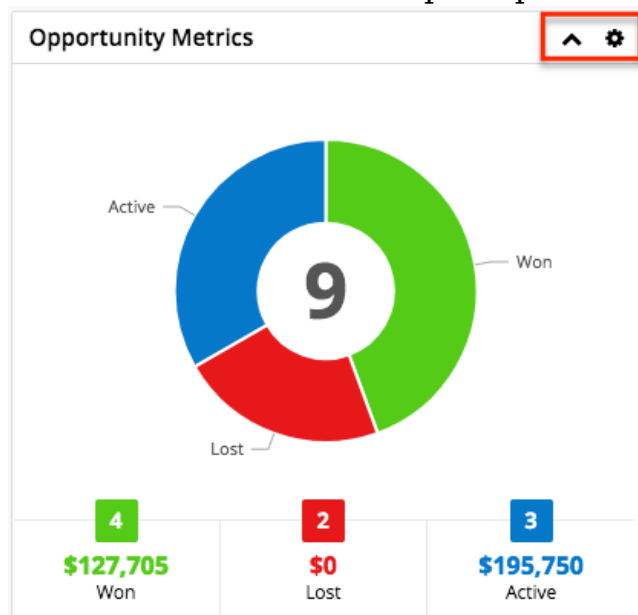 Opportunity Metrics
Active
Won
9
Lost
4 2 3
$127,705 $0 $195,750
Won Lost Active